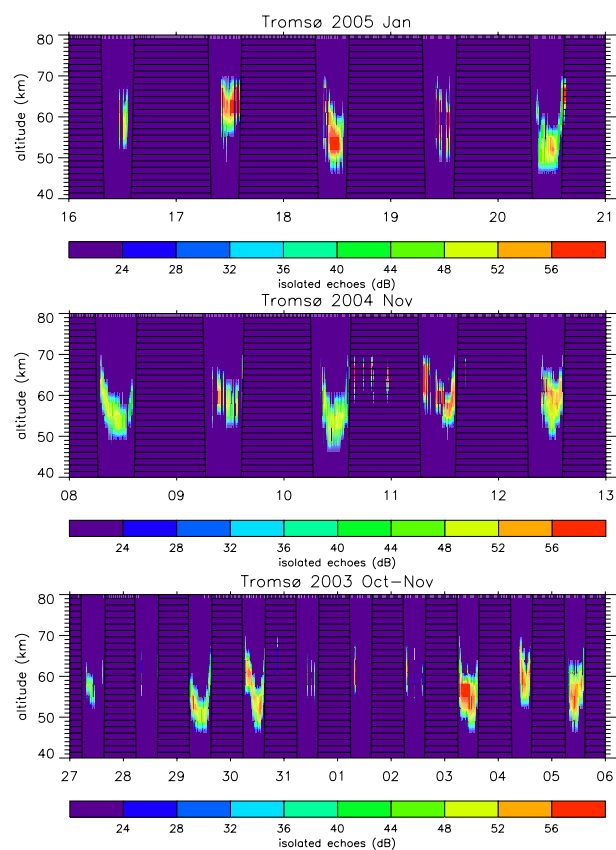 Tromsø 2005 Jan
80
70
60
50
40
altitude (km)
16 17 18 19 20 21
24 28 32 36 40 44 48 52 56
isolated echoes (dB)
Tromsø 2004 Nov
80
70
60
50
40
altitude (km)
08 09 10 11 12 13
24 28 32 36 40 44 48 52 56
isolated echoes (dB)
Tromsø 2003 Oct–Nov
80
70
60
50
40
altitude (km)
27 28 29 30 31 01 02 03 04 05 06
24 28 32 36 40 44 48 52 56
isolated echoes (dB)